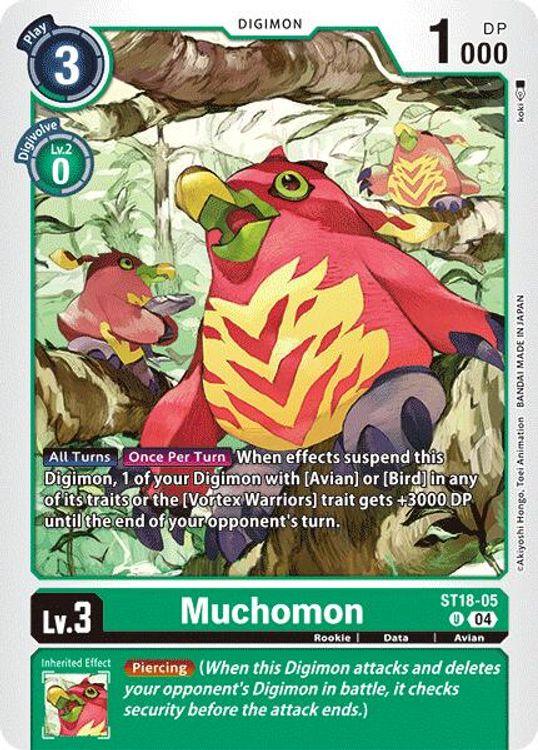 DIGIMON
Play
3
DP
1000
Digivolve
Lv.2
0
koki
©Akiyoshi Hongo, Toei Animation BANDAI MADE IN JAPAN
All Turns Once Per Turn When effects suspend this
Digimon, 1 of your Digimon with [Avian] or [Bird] in any
of its traits or the [Vortex Warriors] trait gets +3000 DP
until the end of your opponent's turn.
Lv.3
Muchomon
ST18-05
U 04
Rookie | Data | Avian
Inherited Effect
Piercing (When this Digimon attacks and deletes
your opponent's Digimon in battle, it checks
security before the attack ends.)